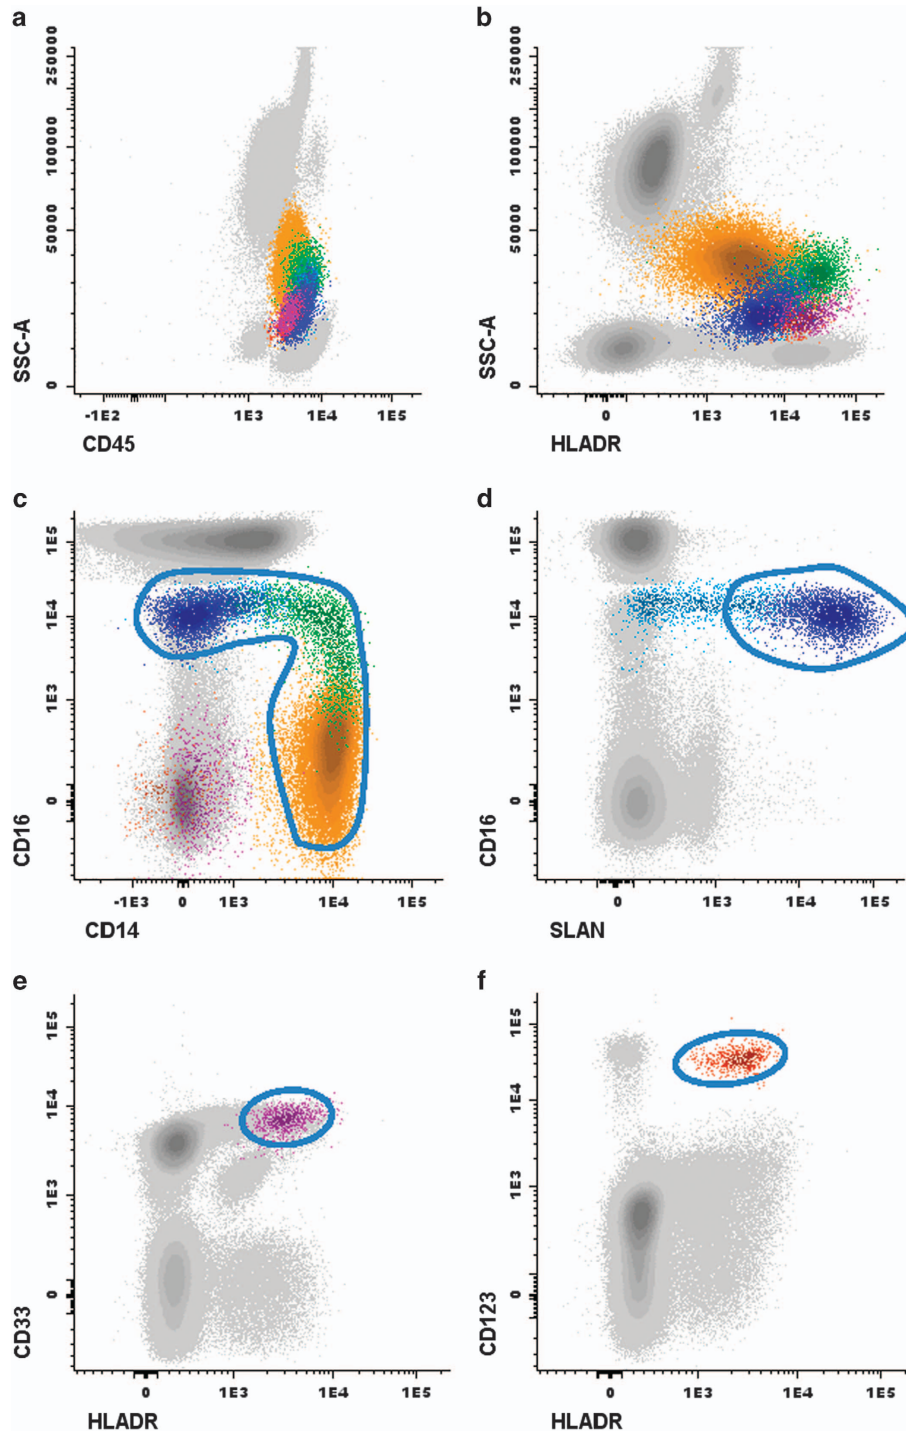 a
250000
100000
50000
0
SSC-A
-1E2
1E3
1E4
1E5
CD45
b
250000
100000
50000
0
SSC-A
0
1E3
1E4
1E5
HLADR
c
1E5
1E4
1E3
0
CD16
-1E3
0
1E3
1E4
1E5
CD14
d
1E5
1E4
1E3
0
CD16
0
1E3
1E4
1E5
SLAN
e
1E5
1E4
1E3
0
CD33
0
1E3
1E4
1E5
HLADR
f
1E5
1E4
1E3
0
CD123
0
1E3
1E4
1E5
HLADR